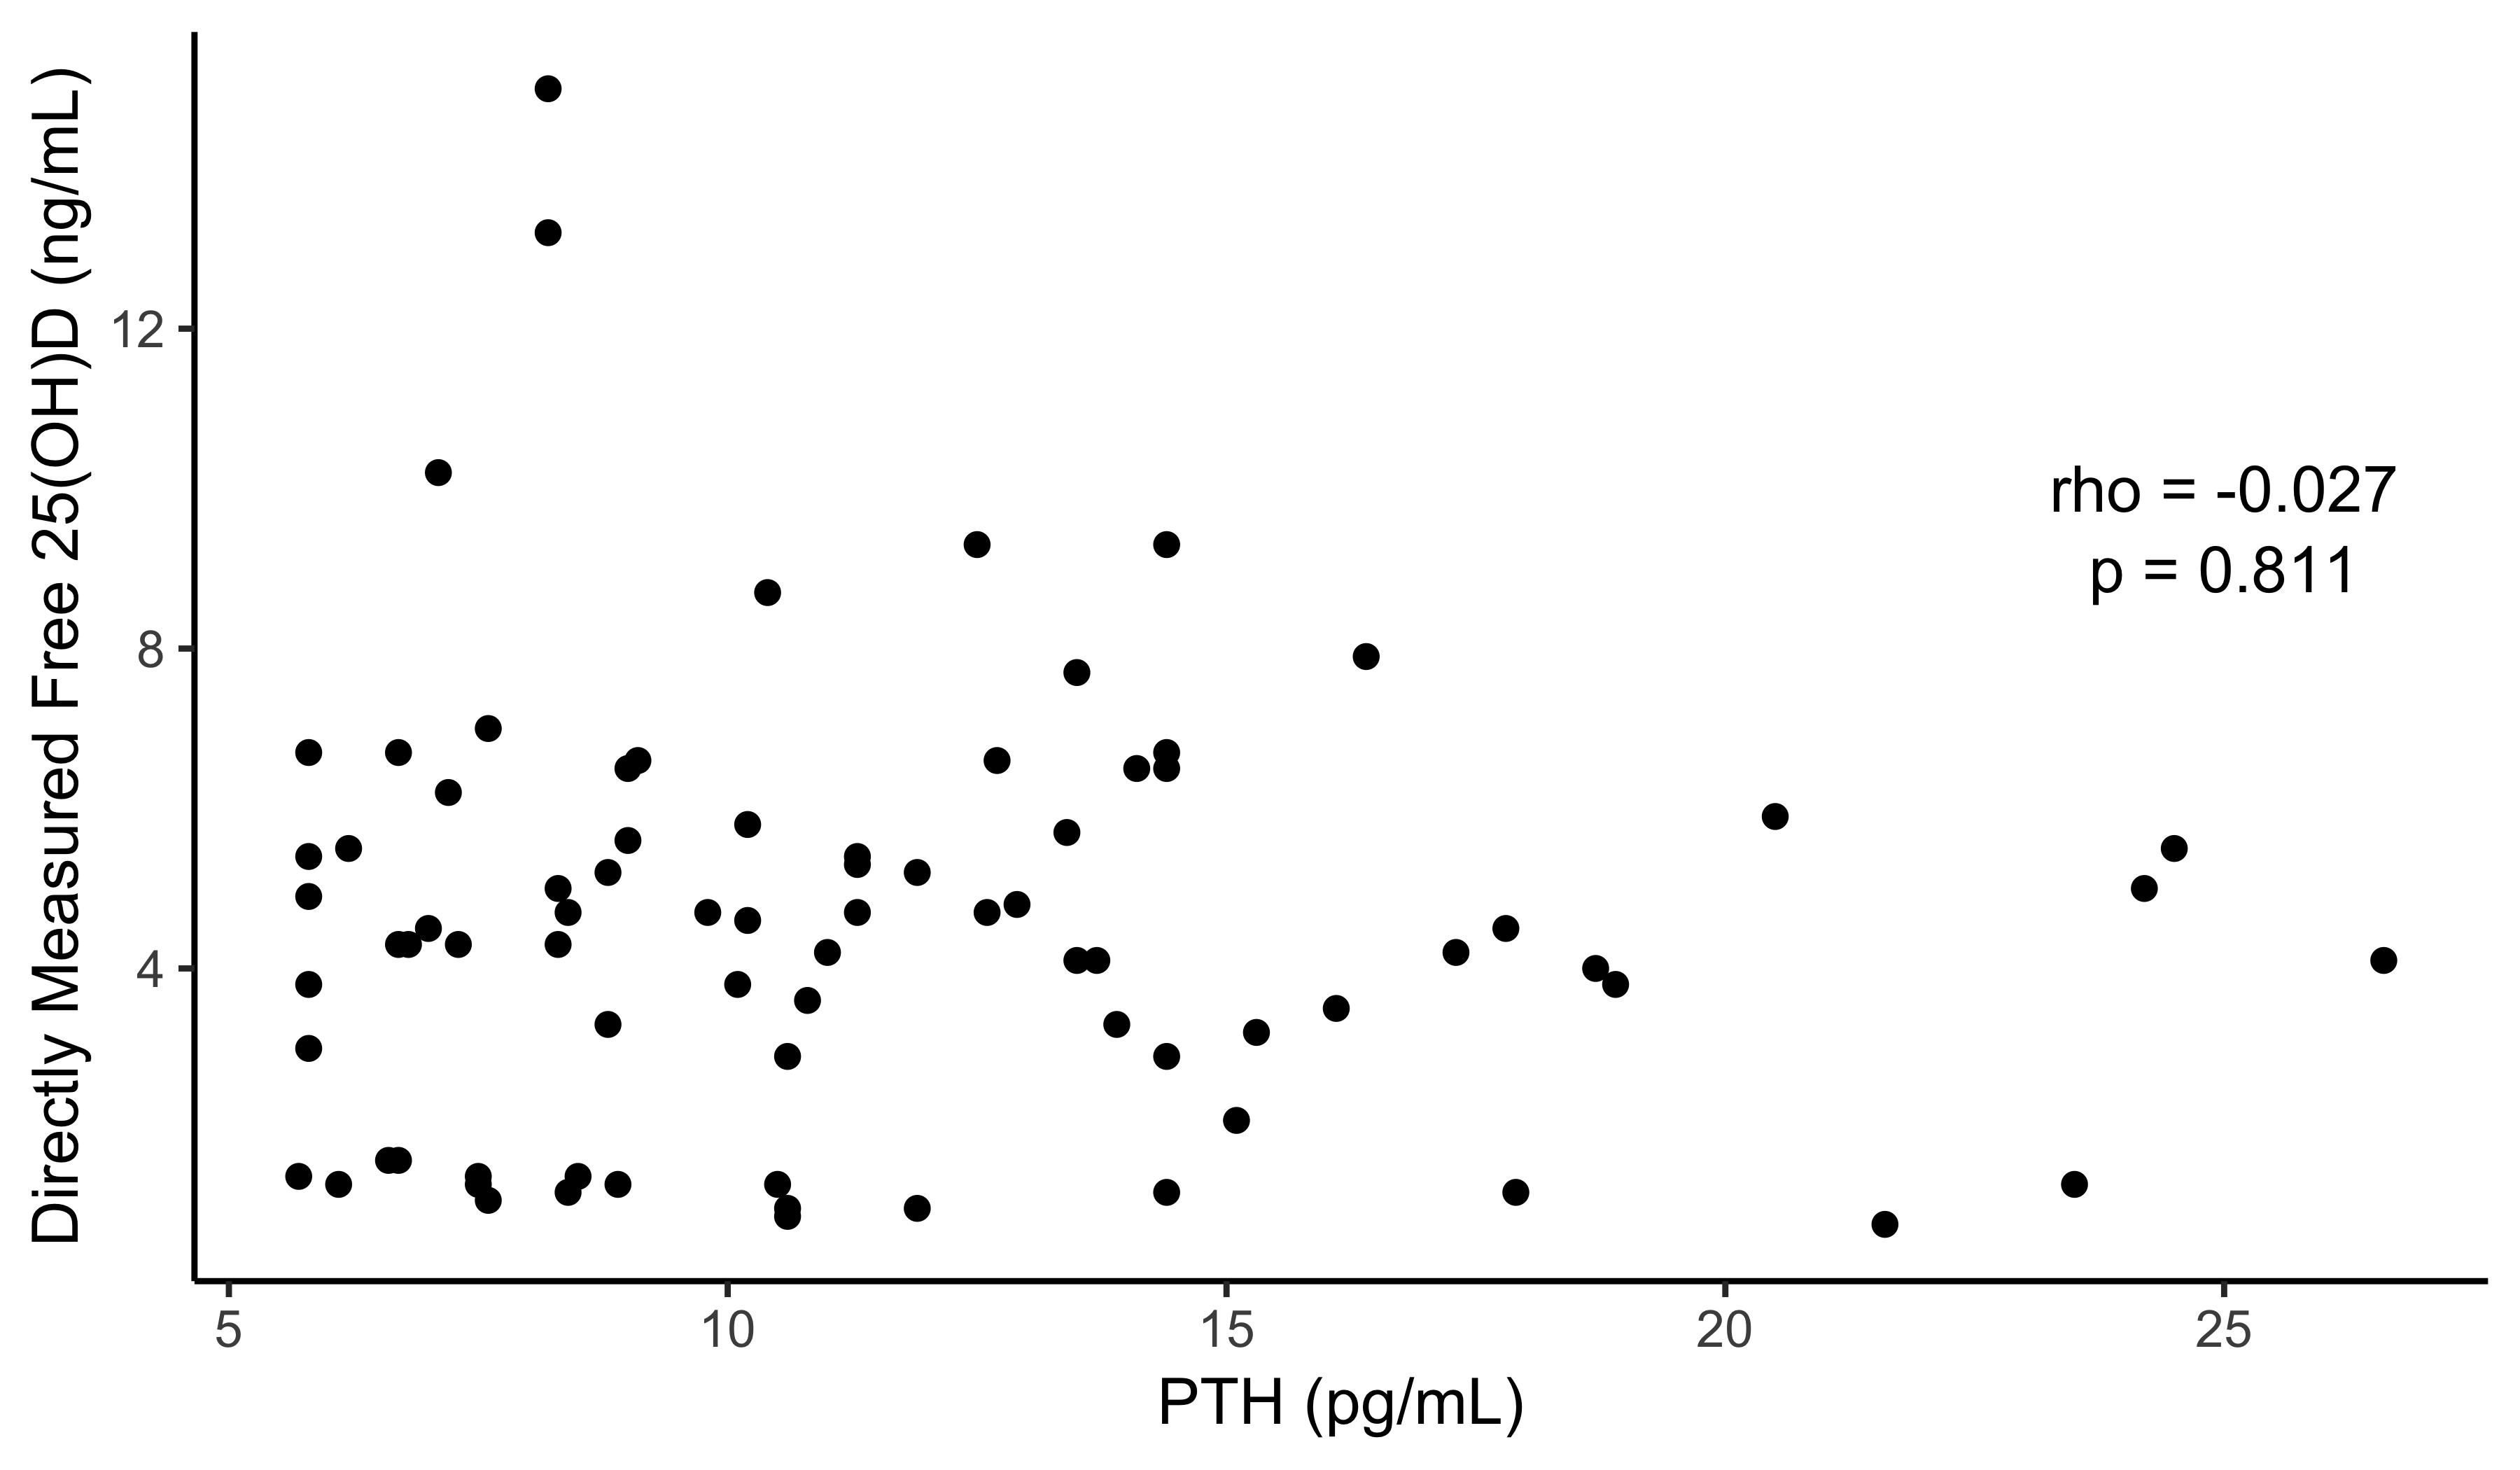 Directly Measured Free 25(OH)D (ng/mL)
12
8
4
rho = -0.027
p = 0.811
5 10 15 20 25
PTH (pg/mL)